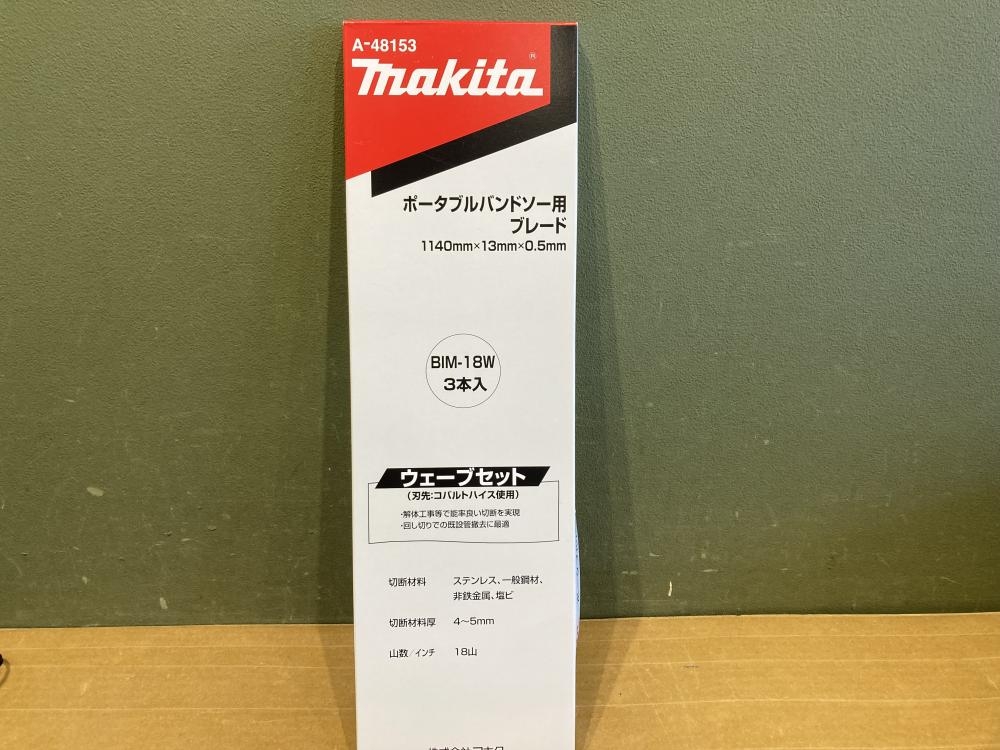 A-48153
makita®
ポータブルバンドソー用
ブレード
1140mm×13mm×0.5mm
BIM-18W
3本入
ウェーブセット
(刃先:コバルトハイス使用)
・解体工事等で能率良い切断を実現
・回し切りでの既設管撤去に最適
切断材料 ステンレス、一般鋼材、
非鉄金属、塩ビ
切断材料厚 4〜5mm
山数/インチ 18山